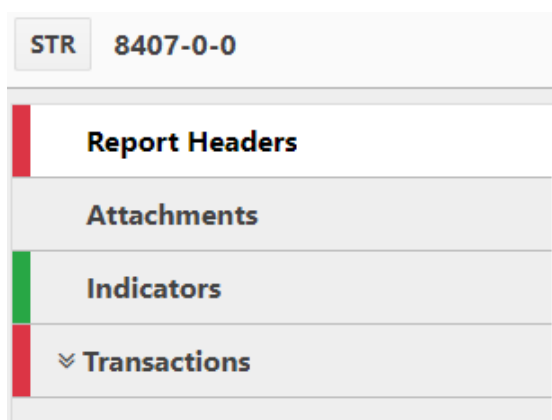 STR 8407-0-0
Report Headers
Attachments
Indicators
Transactions